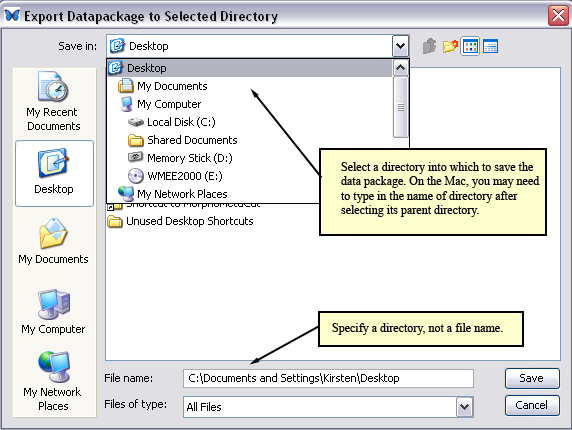 Export Datapackage to Selected Directory
Save in:
Desktop
Desktop
My Documents
My Computer
Local Disk (C:)
Shared Documents
Memory Stick (D:)
WMEE2000 (E:)
My Network Places
Shortcut to MorphoMetaCat
Unused Desktop Shortcuts
My Recent
Documents
Desktop
My Documents
My Computer
My Network
Places
Select a directory into which to save the
data package. On the Mac, you may need
to type in the name of directory after
selecting its parent directory.
Specify a directory, not a file name.
File name:
C:\Documents and Settings\Kirsten\Desktop
Save
Files of type:
All Files
Cancel